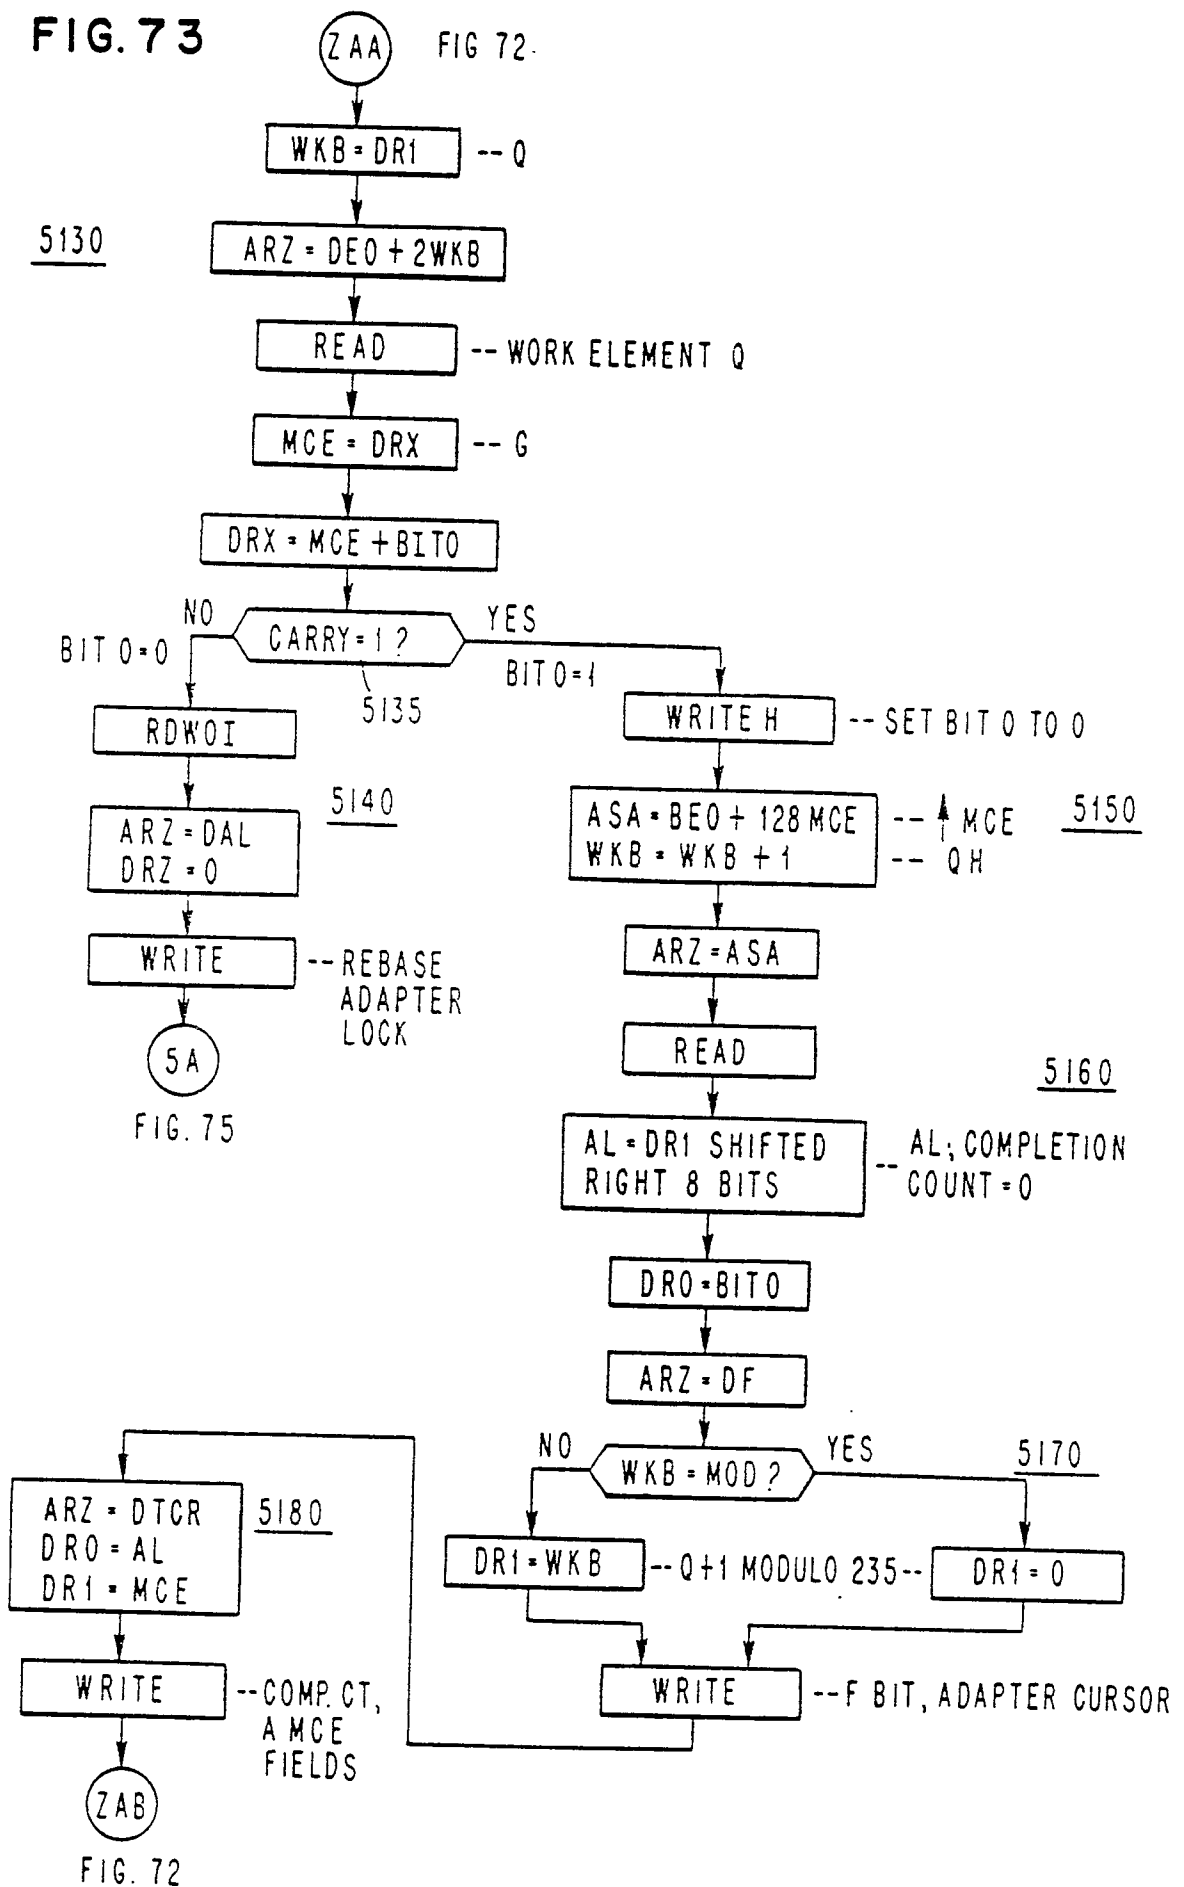 FIG. 73
ZAA
FIG 72.
WKB = DR1
-- Q
5130
ARZ = DE0 + 2WKB
READ
-- WORK ELEMENT Q
MCE = DRX
-- G
DRX = MCE + BIT0
NO
CARRY = 1 ?
YES
BIT 0=0
BIT 0=1
5135
RDWOI
WRITE H
-- SET BIT 0 TO 0
5140
ARZ = DAL
DRZ = 0
ASA = BE0 + 128 MCE
-- ↑ MCE
5150
WKB = WKB + 1
-- QH
WRITE
-- REBASE
ADAPTER
LOCK
ARZ = ASA
5A
FIG. 75
READ
5160
AL = DR1 SHIFTED
RIGHT 8 BITS
-- AL; COMPLETION
COUNT = 0
DR0 = BIT0
ARZ = DF
NO
WKB = MOD ?
YES
5170
DR1 = WKB
-- Q+1 MODULO 235 --
DR1 = 0
WRITE
-- F BIT, ADAPTER CURSOR
ARZ = DTCR
DR0 = AL
DR1 = MCE
5180
WRITE
-- COMP. CT,
A MCE
FIELDS
ZAB
FIG. 72